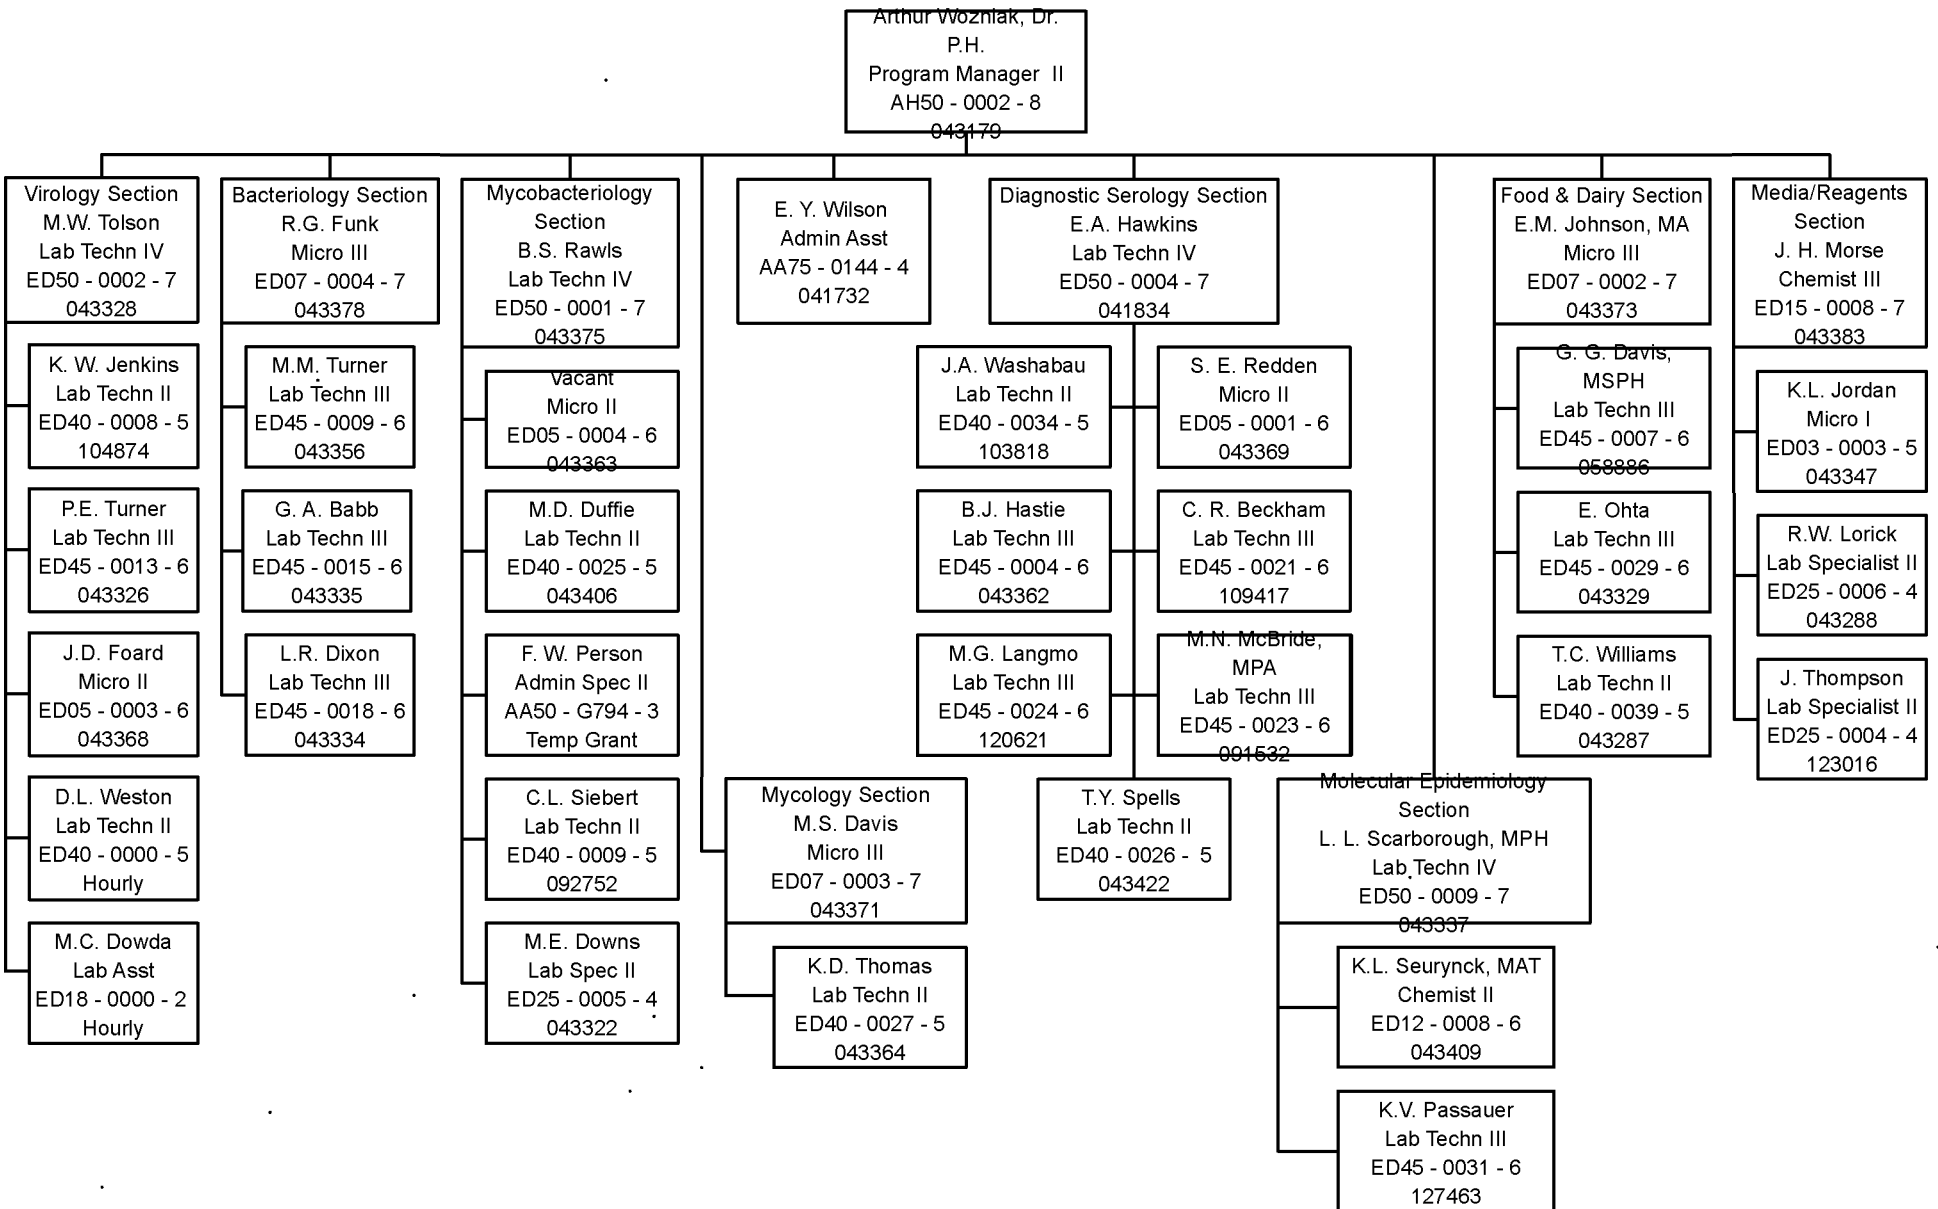 Arthur Wozniak, Dr.
P.H.
Program Manager  II
AH50 - 0002 - 8
043179
Virology Section
M.W. Tolson
Lab Techn IV
ED50 - 0002 - 7
043328
K. W. Jenkins
Lab Techn II
ED40 - 0008 - 5
104874
P.E. Turner
Lab Techn III
ED45 - 0013 - 6
043326
J.D. Foard
Micro II
ED05 - 0003 - 6
043368
D.L. Weston
Lab Techn II
ED40 - 0000 - 5
Hourly
M.C. Dowda
Lab Asst
ED18 - 0000 - 2
Hourly
Bacteriology Section
R.G. Funk
Micro III
ED07 - 0004 - 7
043378
M.M. Turner
Lab Techn III
ED45 - 0009 - 6
043356
G. A. Babb
Lab Techn III
ED45 - 0015 - 6
043335
L.R. Dixon
Lab Techn III
ED45 - 0018 - 6
043334
Mycobacteriology
Section
B.S. Rawls
Lab Techn IV
ED50 - 0001 - 7
043375
Vacant
Micro II
ED05 - 0004 - 6
043363
M.D. Duffie
Lab Techn II
ED40 - 0025 - 5
043406
F. W. Person
Admin Spec II
AA50 - G794 - 3
Temp Grant
C.L. Siebert
Lab Techn II
ED40 - 0009 - 5
092752
M.E. Downs
Lab Spec II
ED25 - 0005 - 4
043322
Mycology Section
M.S. Davis
Micro III
ED07 - 0003 - 7
043371
K.D. Thomas
Lab Techn II
ED40 - 0027 - 5
043364
E. Y. Wilson
Admin Asst
AA75 - 0144 - 4
041732
Diagnostic Serology Section
E.A. Hawkins
Lab Techn IV
ED50 - 0004 - 7
041834
J.A. Washabau
Lab Techn II
ED40 - 0034 - 5
103818
S. E. Redden
Micro II
ED05 - 0001 - 6
043369
B.J. Hastie
Lab Techn III
ED45 - 0004 - 6
043362
C. R. Beckham
Lab Techn III
ED45 - 0021 - 6
109417
M.G. Langmo
Lab Techn III
ED45 - 0024 - 6
120621
M.N. McBride,
MPA
Lab Techn III
ED45 - 0023 - 6
091532
T.Y. Spells
Lab Techn II
ED40 - 0026 -  5
043422
Molecular Epidemiology
Section
L. L. Scarborough, MPH
Lab Techn IV
ED50 - 0009 - 7
043337
K.L. Seurynck, MAT
Chemist II
ED12 - 0008 - 6
043409
K.V. Passauer
Lab Techn III
ED45 - 0031 - 6
127463
Food & Dairy Section
E.M. Johnson, MA
Micro III
ED07 - 0002 - 7
043373
G. G. Davis,
MSPH
Lab Techn III
ED45 - 0007 - 6
058886
E. Ohta
Lab Techn III
ED45 - 0029 - 6
043329
T.C. Williams
Lab Techn II
ED40 - 0039 - 5
043287
Media/Reagents
Section
J. H. Morse
Chemist III
ED15 - 0008 - 7
043383
K.L. Jordan
Micro I
ED03 - 0003 - 5
043347
R.W. Lorick
Lab Specialist II
ED25 - 0006 - 4
043288
J. Thompson
Lab Specialist II
ED25 - 0004 - 4
123016